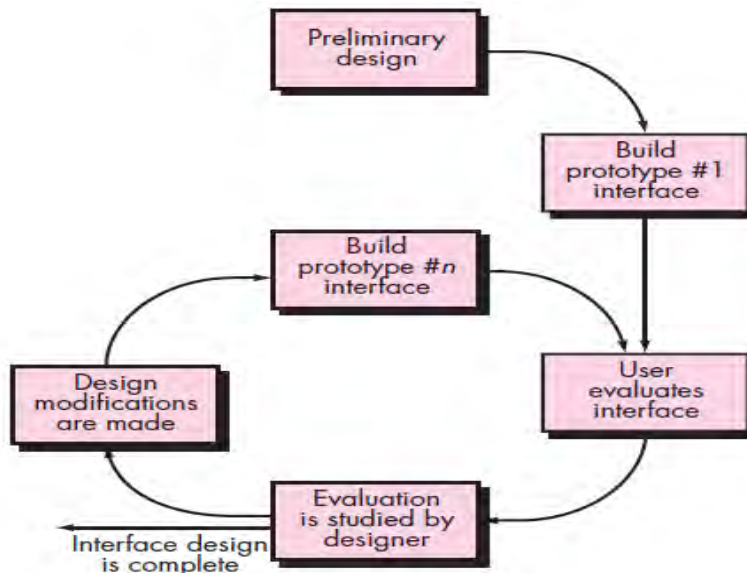 Preliminary
design
Build
prototype #1
interface
Build
prototype #n
interface
User
evaluates
interface
Design
modifications
are made
Evaluation
is studied by
designer
Interface design
is complete